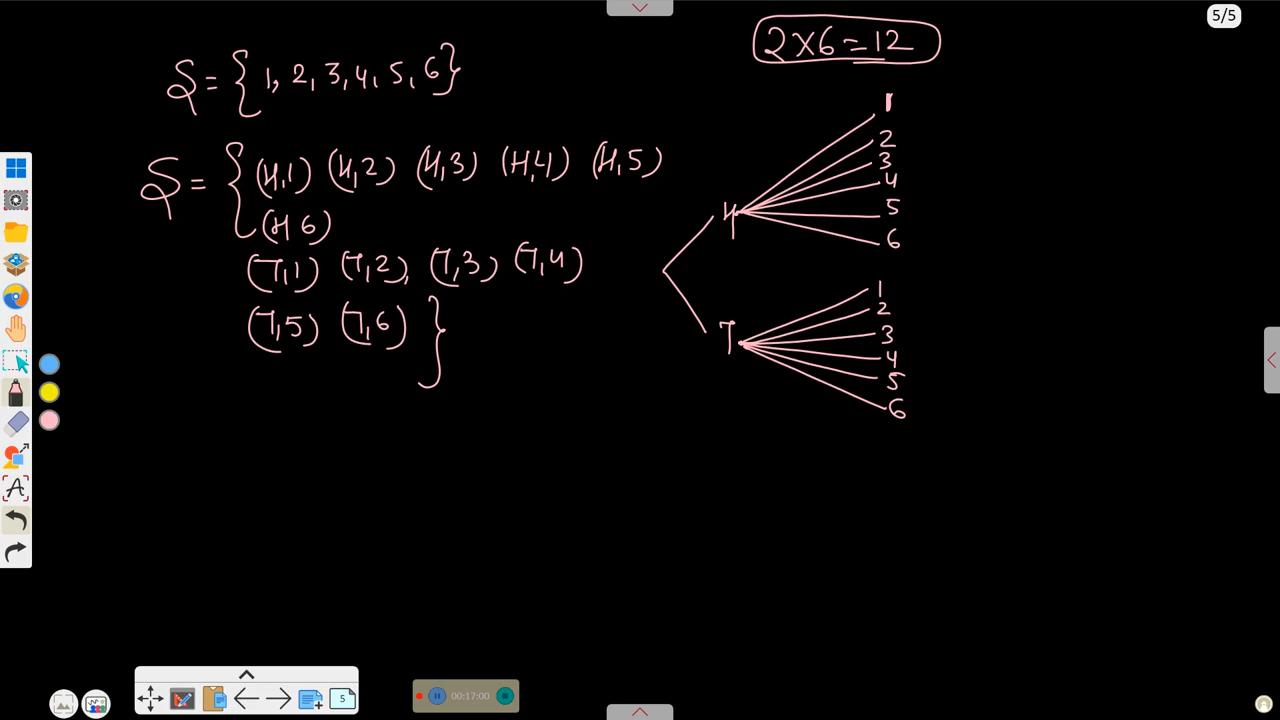 5/5
2×6=12
S = { 1, 2, 3, 4, 5, 6 }
S = { (H,1) (H,2) (H,3) (H,4) (H,5)
(H 6)
(T,1) (T,2), (T,3) (T,4)
(T,5) (T,6) }
H
1
2
3
4
5
6
T
1
2
3
4
5
6
5
00:17:00